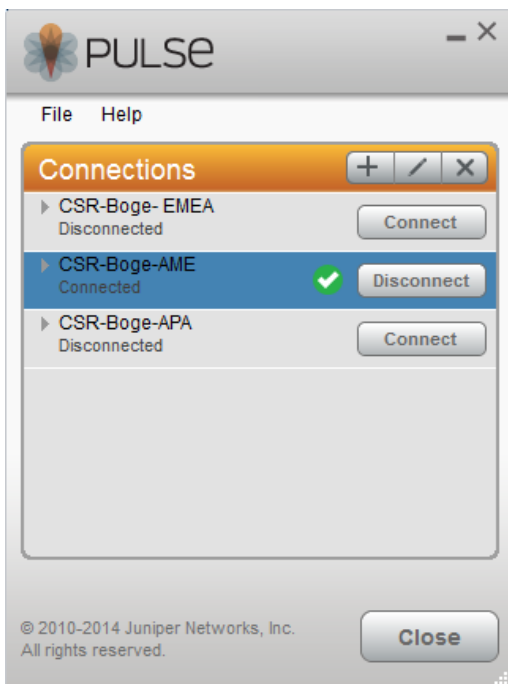 PULSE
File Help
Connections
CSR-Boge- EMEA
Disconnected
Connect
CSR-Boge-AME
Connected
Disconnect
CSR-Boge-APA
Disconnected
Connect
© 2010-2014 Juniper Networks, Inc.
All rights reserved.
Close